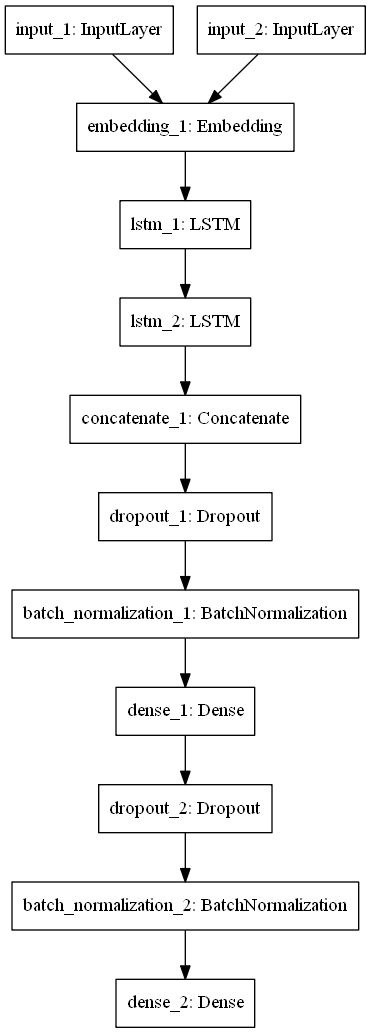 input_1: InputLayer
input_2: InputLayer
embedding_1: Embedding
lstm_1: LSTM
lstm_2: LSTM
concatenate_1: Concatenate
dropout_1: Dropout
batch_normalization_1: BatchNormalization
dense_1: Dense
dropout_2: Dropout
batch_normalization_2: BatchNormalization
dense_2: Dense